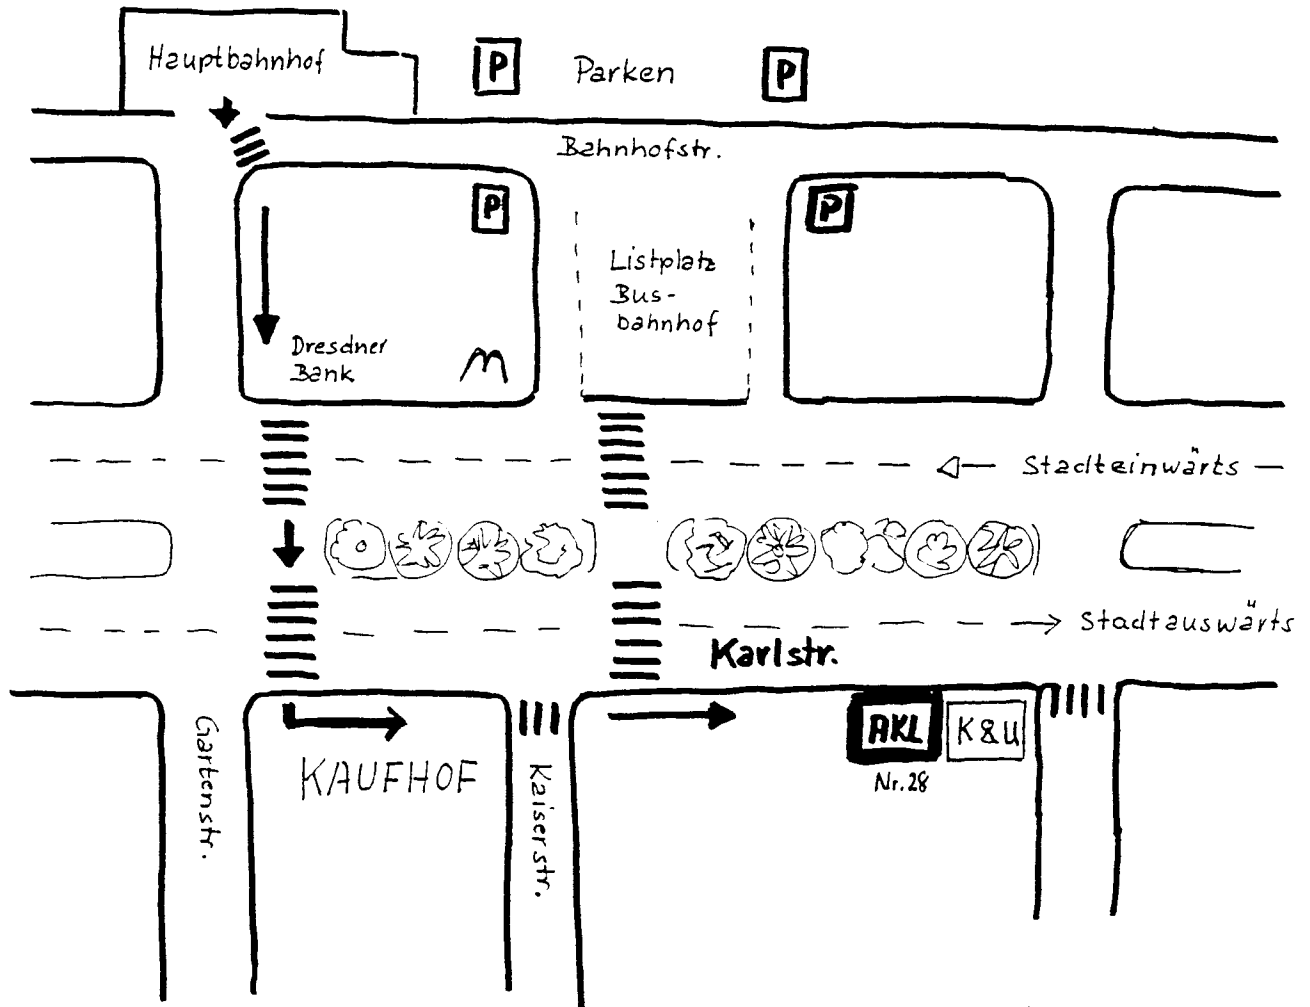 Hauptbahnhof
P
Parken
P
Bahnhofstr.
P
P
Listplatz
Bus-
bahnhof
Dresdner
Bank
M
Stadteinwärts
Stadtauswärts
Karlstr.
AKL
K&U
Nr.28
KAUFHOF
Gartenstr.
Kaiserstr.